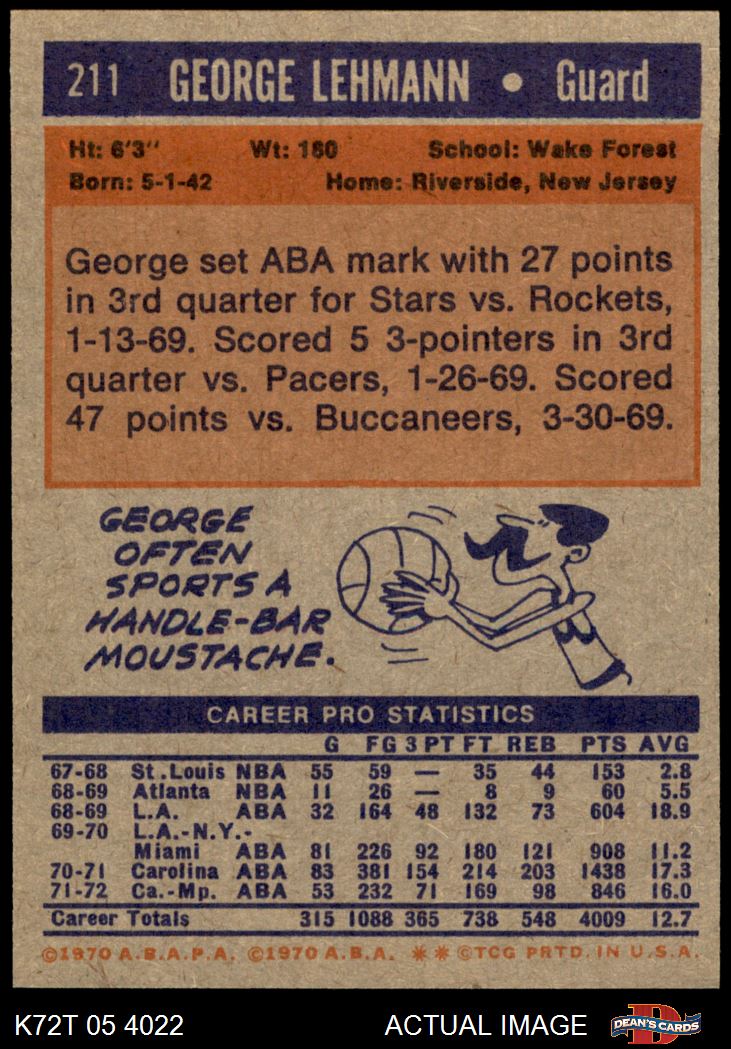 211 GEORGE LEHMANN • Guard
Ht: 6'3" Wt: 180 School: Wake Forest
Born: 5-1-42 Home: Riverside, New Jersey
George set ABA mark with 27 points
in 3rd quarter for Stars vs. Rockets,
1-13-69. Scored 5 3-pointers in 3rd
quarter vs. Pacers, 1-26-69. Scored
47 points vs. Buccaneers, 3-30-69.
GEORGE
OFTEN
SPORTS A
HANDLE-BAR
MOUSTACHE.
CAREER PRO STATISTICS
G FG 3 PT FT REB PTS AVG
67-68 St.Louis NBA 55 59 — 35 44 153 2.8
68-69 Atlanta NBA 11 26 — 8 9 60 5.5
68-69 L.A. ABA 32 164 48 132 73 604 18.9
69-70 L.A.-N.Y.-
Miami ABA 81 226 92 180 121 908 11.2
70-71 Carolina ABA 83 381 154 214 203 1438 17.3
71-72 Ca.-Mp. ABA 53 232 71 169 98 846 16.0
Career Totals 315 1088 365 738 548 4009 12.7
©1970 A.B.A.P.A. ©1970 A.B.A. ✳✳©TCG PRTD. IN U.S.A.
K72T 05 4022 ACTUAL IMAGE D DEAN'S CARDS